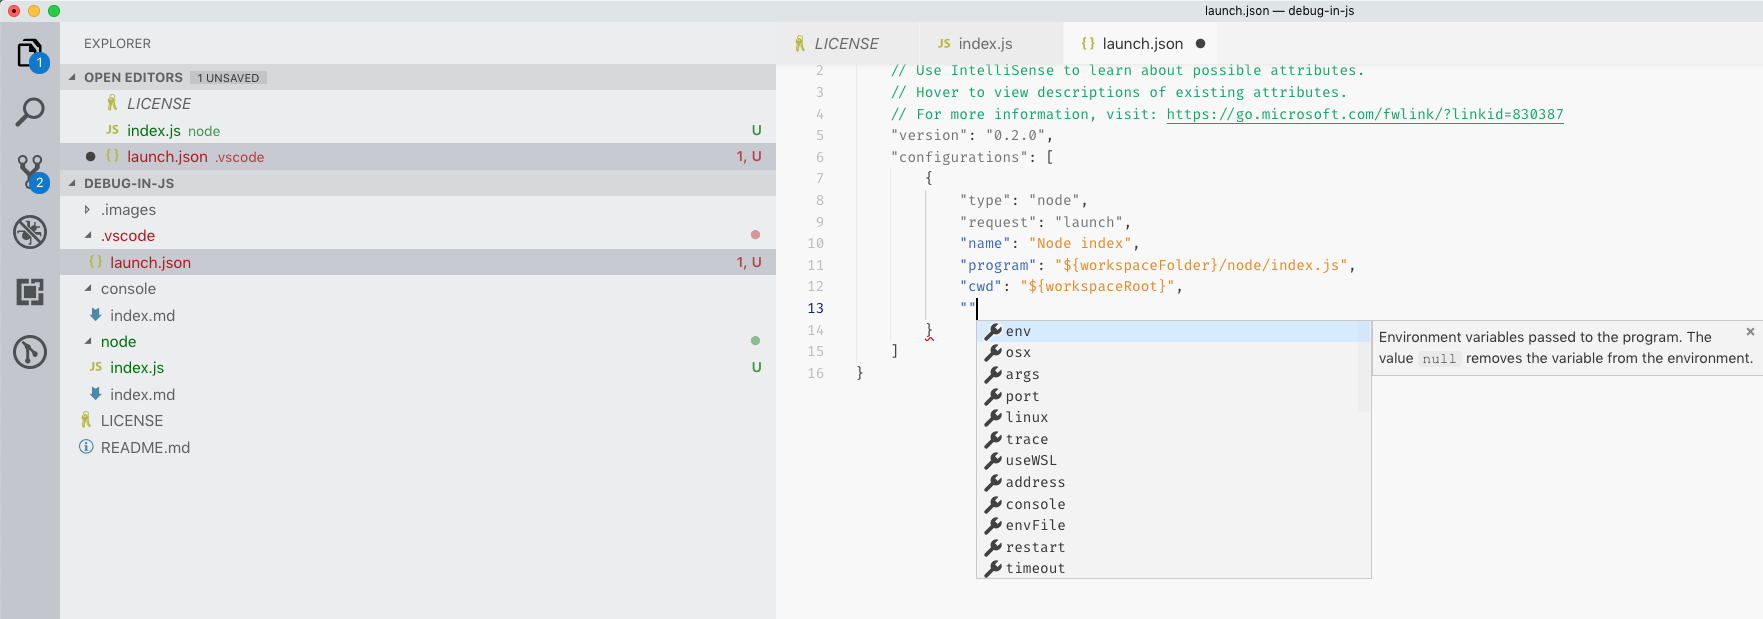 launch.json — debug-in-js
EXPLORER
OPEN EDITORS 1 UNSAVED
LICENSE
JS index.js node U
{} launch.json .vscode 1, U
DEBUG-IN-JS
.images
.vscode
{} launch.json 1, U
console
index.md
node
JS index.js U
index.md
LICENSE
README.md
1
2
LICENSE
JS index.js
{} launch.json
2 // Use IntelliSense to learn about possible attributes.
3 // Hover to view descriptions of existing attributes.
4 // For more information, visit: https://go.microsoft.com/fwlink/?linkid=830387
5 "version": "0.2.0",
6 "configurations": [
7 {
8 "type": "node",
9 "request": "launch",
10 "name": "Node index",
11 "program": "${workspaceFolder}/node/index.js",
12 "cwd": "${workspaceRoot}",
13 ""
14 }
15 ]
16 }
env
osx
args
port
linux
trace
useWSL
address
console
envFile
restart
timeout
Environment variables passed to the program. The
value null removes the variable from the environment.